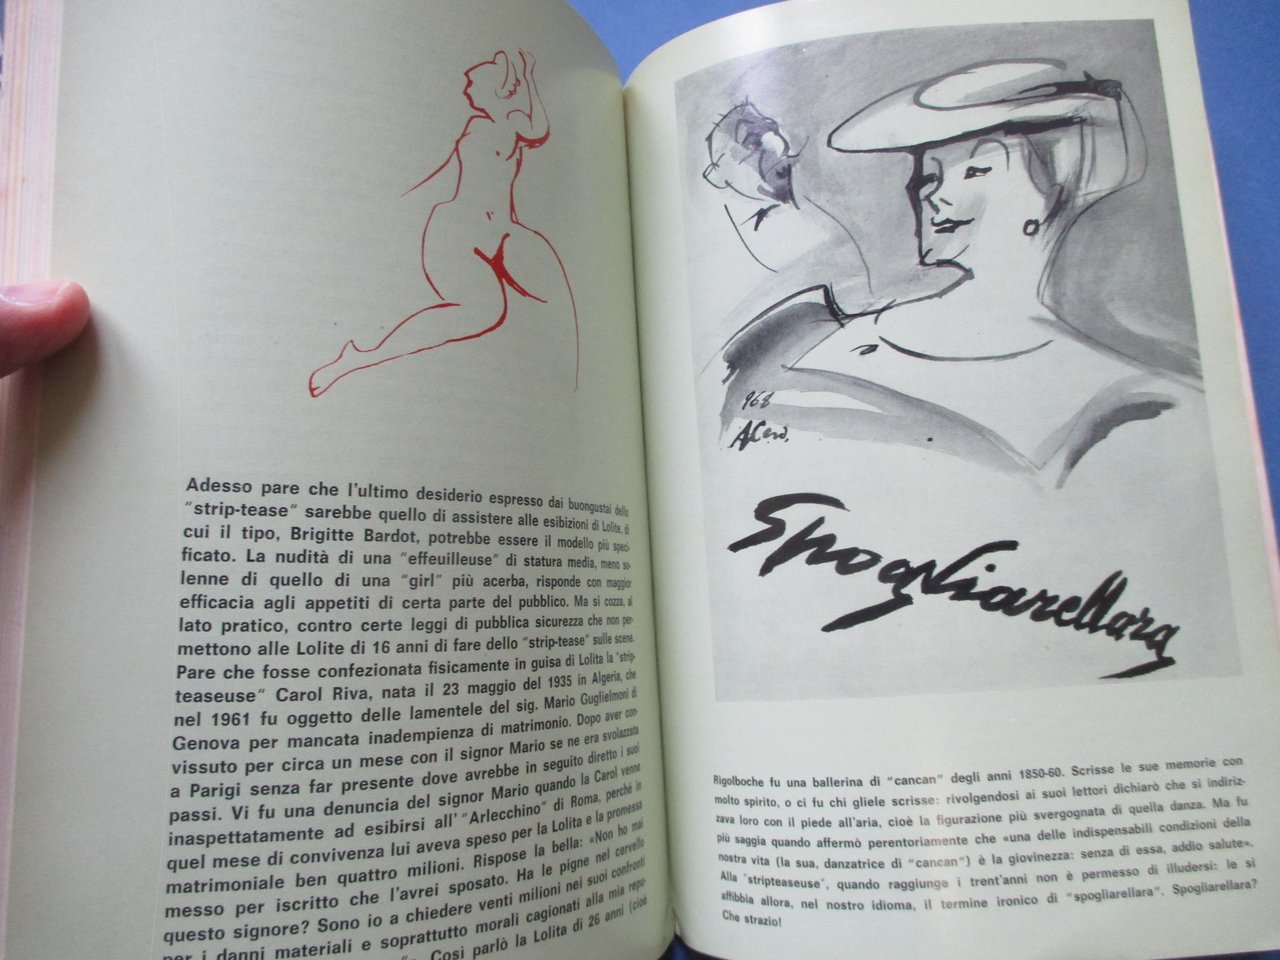 Adesso pare che l'ultimo desiderio espresso dai buongustai dello
"strip-tease" sarebbe quello di assistere alle esibizioni di Lolite, di
cui il tipo, Brigitte Bardot, potrebbe essere il modello più speci-
ficato. La nudità di una "effeuilleuse" di statura media, meno so-
lenne di quello di una "girl" più acerba, risponde con maggior
efficacia agli appetiti di certa parte del pubblico. Ma si cozza, al
lato pratico, contro certe leggi di pubblica sicurezza che non per-
mettono alle Lolite di 16 anni di fare dello "strip-tease" sulle scene.
Pare che fosse confezionata fisicamente in guisa di Lolita la "strip-
teaseuse" Carol Riva, nata il 23 maggio del 1935 in Algeria, che
nel 1961 fu oggetto delle lamentele del sig. Mario Guglielmoni di
Genova per mancata inadempienza di matrimonio. Dopo aver con-
vissuto per circa un mese con il signor Mario se ne era svolazzata
a Parigi senza far presente dove avrebbe in seguito diretto i suoi
passi. Vi fu una denuncia del signor Mario quando la Carol venne
inaspettatamente ad esibirsi all'"Arlecchino" di Roma, perché in
quel mese di convivenza lui aveva speso per la Lolita e la promessa
matrimoniale ben quattro milioni. Rispose la bella: «Non ho mai
messo per iscritto che l'avrei sposato. Ha le pigne nel cervello
questo signore? Sono io a chiedere venti milioni nei suoi confronti
per i danni materiali e soprattutto morali cagionati alla mia repu-
Così parlò la Lolita di 26 anni (cioè
968
ACero.
Spogliarellara
Rigolboche fu una ballerina di "cancan" degli anni 1850-60. Scrisse le sue memorie con
molto spirito, o ci fu chi gliele scrisse: rivolgendosi ai suoi lettori dichiarò che si indiriz-
zava loro con il piede all'aria, cioè la figurazione più svergognata di quella danza. Ma fu
più saggia quando affermò perentoriamente che «una delle indispensabili condizioni della
nostra vita (la sua, danzatrice di "cancan") è la giovinezza: senza di essa, addio salute».
Alla "stripteaseuse", quando raggiunge i trent'anni non è permesso di illudersi: le si
affibbia allora, nel nostro idioma, il termine ironico di "spogliarellara". Spogliarellara?
Che strazio!